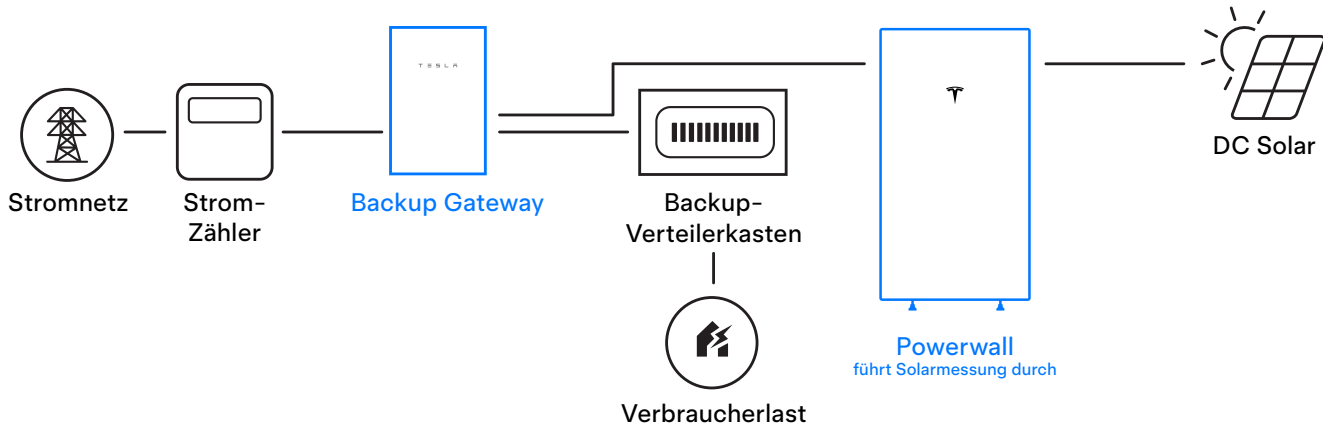 TESLA
DC Solar
Stromnetz
Strom-
Zähler
Backup Gateway
Backup-
Verteilerkasten
Powerwall
führt Solarmessung durch
Verbraucherlast